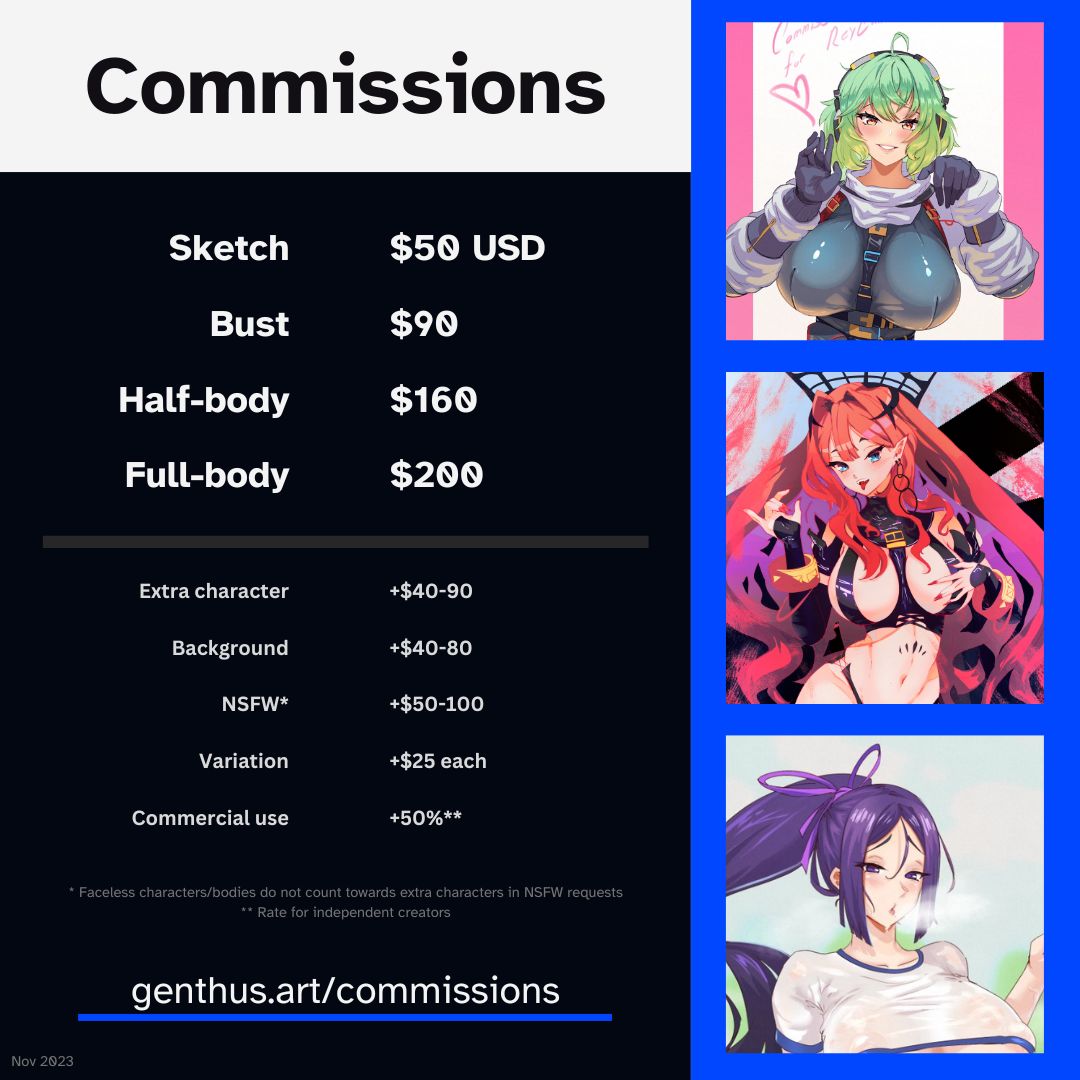 Commissions
Sketch $50 USD
Bust $90
Half-body $160
Full-body $200
Extra character +$40-90
Background +$40-80
NSFW* +$50-100
Variation +$25 each
Commercial use +50%**
* Faceless characters/bodies do not count towards extra characters in NSFW requests
** Rate for independent creators
genthus.art/commissions
Nov 2023
for